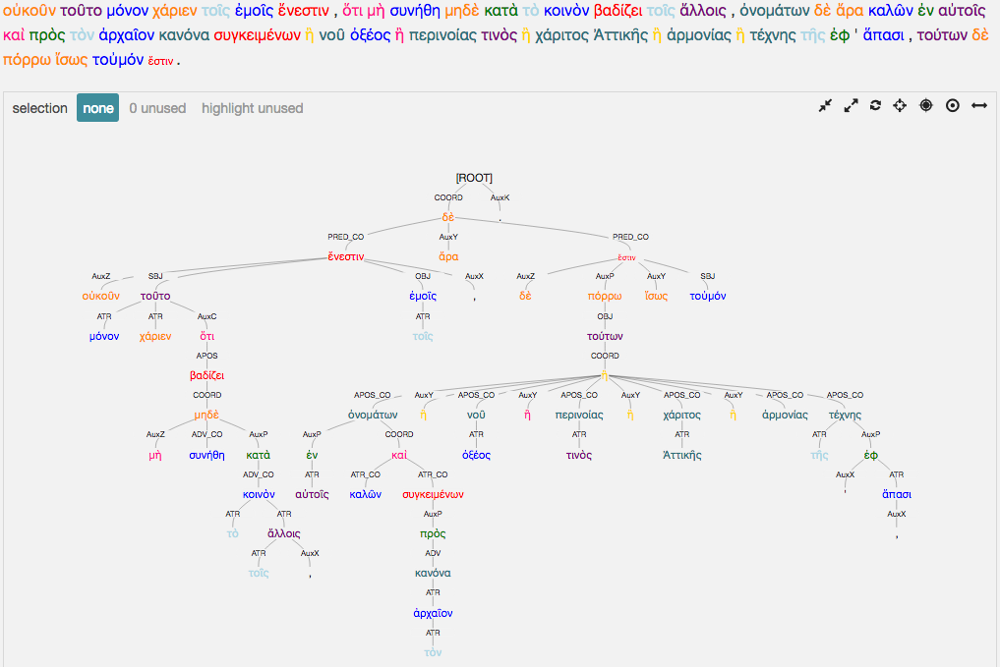 οὐκοῦν τοῦτο μόνον χάριεν τοῖς ἐμοῖς ἔνεστιν , ὅτι μὴ συνήθη μηδὲ κατὰ τὸ κοινὸν βαδίζει τοῖς ἄλλοις , ὀνομάτων δὲ ἄρα καλῶν ἐν αὐτοῖς
καὶ πρὸς τὸν ἀρχαῖον κανόνα συγκειμένων ἢ νοῦ ὀξέος ἢ περινοίας τινὸς ἢ χάριτος Ἀττικῆς ἢ ἁρμονίας ἢ τέχνης τῆς ἐφ ' ἅπασι , τούτων δὲ
πόρρω ἴσως τοὐμόν ἐστιν .
selection none 0 unused highlight unused
[ROOT]
COORD AuxK
δὲ .
PRED_CO AuxY PRED_CO
ἔνεστιν ἄρα ἐστιν
AuxZ SBJ OBJ AuxX AuxZ AuxP AuxY SBJ
οὐκοῦν τοῦτο ἐμοῖς , δὲ πόρρω ἴσως τοὐμόν
ATR ATR AuxC ATR OBJ
μόνον χάριεν ὅτι τοῖς τούτων
APOS COORD
βαδίζει ἢ
COORD APOS_CO AuxY APOS_CO AuxY APOS_CO AuxY APOS_CO AuxY APOS_CO APOS_CO
μηδὲ ὀνομάτων ἢ νοῦ ἢ περινοίας ἢ χάριτος ἢ ἁρμονίας τέχνης
AuxZ ADV_CO AuxP AuxP COORD ATR ATR ATR ATR AuxP
μὴ συνήθη κατὰ ἐν καὶ ὀξέος τινὸς Ἀττικῆς τῆς ἐφ
ADV_CO ATR ATR_CO ATR_CO AuxX ATR
κοινὸν αὐτοῖς καλῶν συγκειμένων ' ἅπασι
ATR ATR AuxP AuxX
τὸ ἄλλοις πρὸς ,
ATR AuxX ADV
τοῖς , κανόνα
ATR
ἀρχαῖον
ATR
τὸν